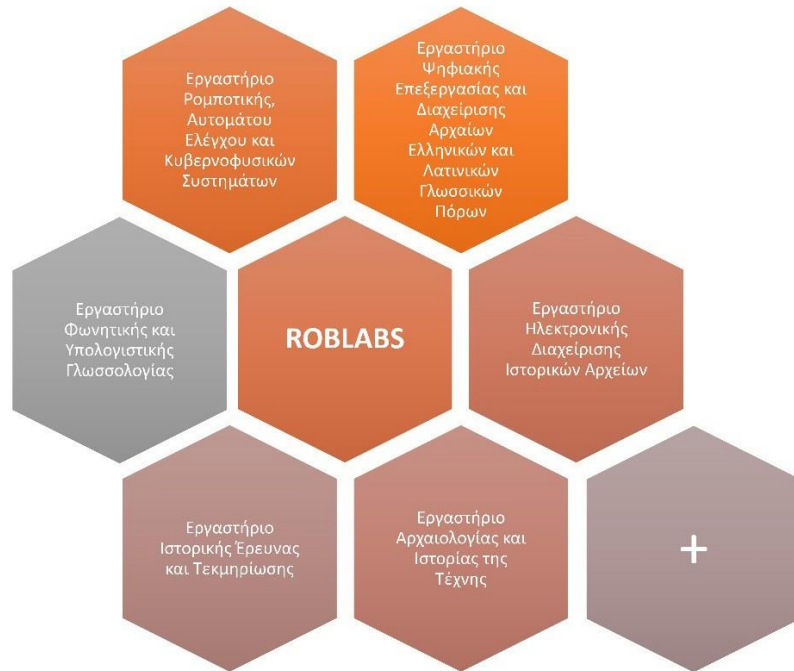 Εργαστήριο
Ρομποτικής,
Αυτομάτου
Ελέγχου και
Κυβερνοφυσικών
Συστημάτων
Εργαστήριο
Ψηφιακής
Επεξεργασίας και
Διαχείρισης
Αρχαίων
Ελληνικών και
Λατινικών
Γλωσσικών
Πόρων
Εργαστήριο
Φωνητικής και
Υπολογιστικής
Γλωσσολογίας
ROBLABS
Εργαστήριο
Ηλεκτρονικής
Διαχείρισης
Ιστορικών Αρχείων
Εργαστήριο
Ιστορικής Έρευνας
και Τεκμηρίωσης
Εργαστήριο
Αρχαιολογίας και
Ιστορίας της
Τέχνης
+